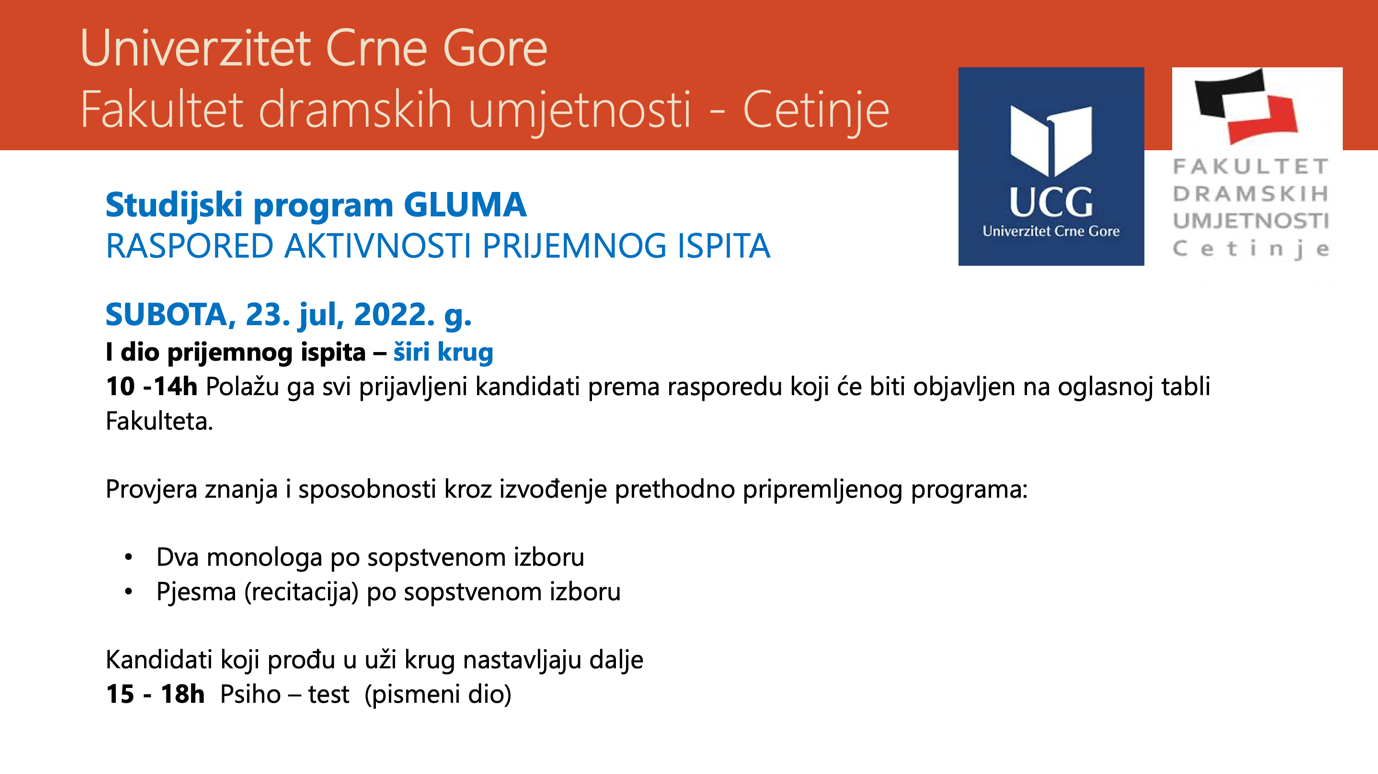 Univerzitet Crne Gore
Fakultet dramskih umjetnosti - Cetinje
UCG
Univerzitet Crne Gore
FAKULTET
DRAMSKIH
UMJETNOSTI
Cetinje
Studijski program GLUMA
RASPORED AKTIVNOSTI PRIJEMNOG ISPITA
SUBOTA, 23. jul, 2022. g.
I dio prijemnog ispita – širi krug
10 -14h Polažu ga svi prijavljeni kandidati prema rasporedu koji će biti objavljen na oglasnoj tabli
Fakulteta.
Provjera znanja i sposobnosti kroz izvođenje prethodno pripremljenog programa:
• Dva monologa po sopstvenom izboru
• Pjesma (recitacija) po sopstvenom izboru
Kandidati koji prođu u uži krug nastavljaju dalje
15 - 18h Psiho – test (pismeni dio)